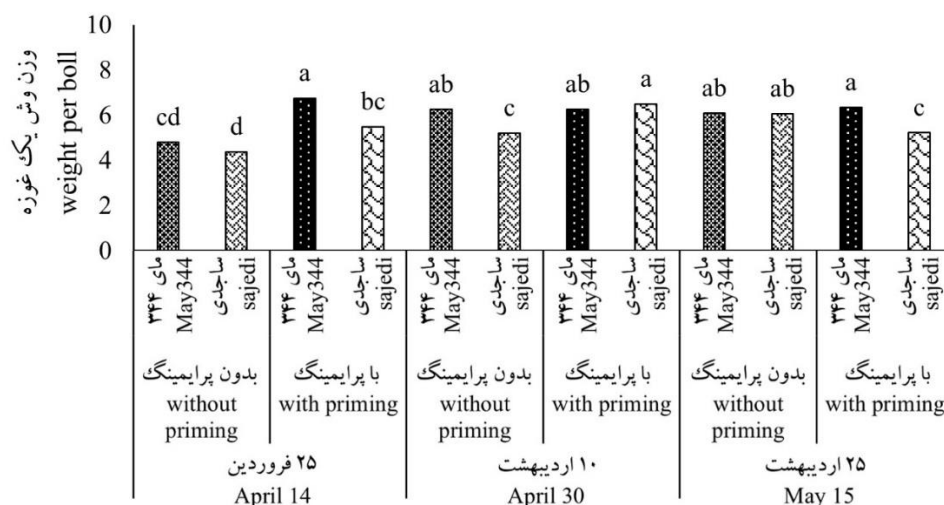 وزن وش یک غوزه
weight per boll
10
8
6
4
2
0
cd
d
a
bc
ab
c
ab
a
ab
ab
a
c
مای ۳۴۴
May344
ساجدی
sajedi
مای ۳۴۴
May344
ساجدی
sajedi
مای ۳۴۴
May344
ساجدی
sajedi
مای ۳۴۴
May344
ساجدی
sajedi
مای ۳۴۴
May344
ساجدی
sajedi
مای ۳۴۴
May344
ساجدی
sajedi
بدون پرایمینگ
without
priming
با پرایمینگ
with priming
بدون پرایمینگ
without
priming
با پرایمینگ
with priming
بدون پرایمینگ
without
priming
با پرایمینگ
with priming
۲۵ فروردین
April 14
۱۰ اردیبهشت
April 30
۲۵ اردیبهشت
May 15